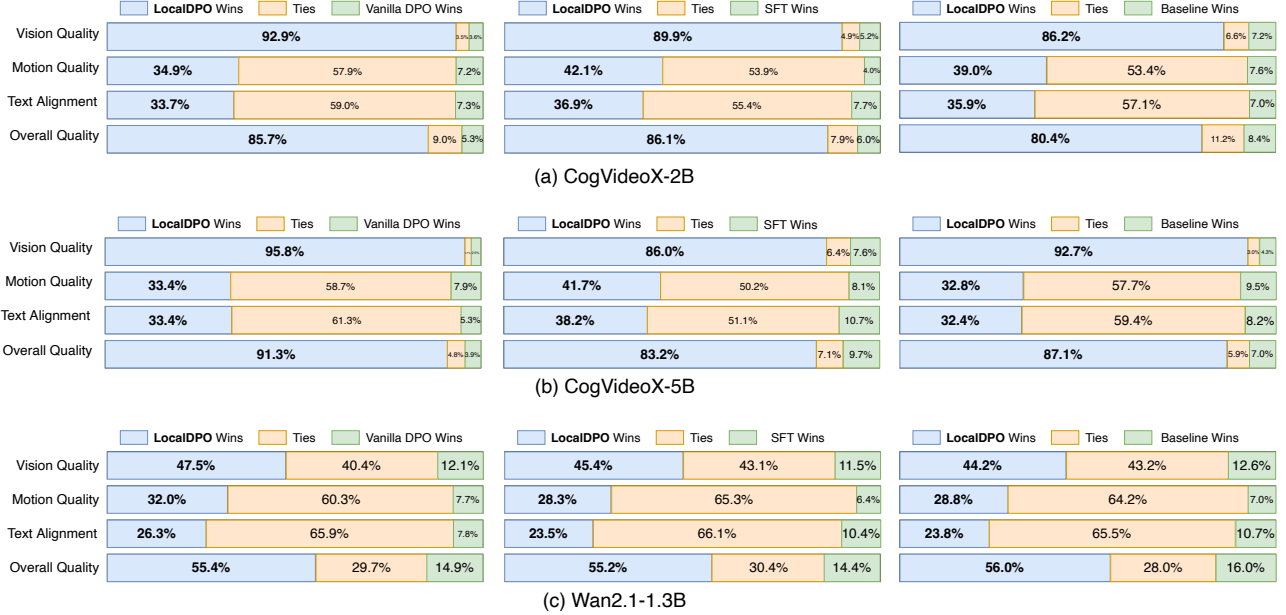 LocalDPO Wins Ties Vanilla DPO Wins LocalDPO Wins Ties SFT Wins LocalDPO Wins Ties Baseline Wins
Vision Quality 92.9% 3.5% 3.6% 89.9% 4.9% 5.2% 86.2% 6.6% 7.2%
Motion Quality 34.9% 57.9% 7.2% 42.1% 53.9% 4.0% 39.0% 53.4% 7.6%
Text Alignment 33.7% 59.0% 7.3% 36.9% 55.4% 7.7% 35.9% 57.1% 7.0%
Overall Quality 85.7% 9.0% 5.3% 86.1% 7.9% 6.0% 80.4% 11.2% 8.4%
(a) CogVideoX-2B
LocalDPO Wins Ties Vanilla DPO Wins LocalDPO Wins Ties SFT Wins LocalDPO Wins Ties Baseline Wins
Vision Quality 95.8% 86.0% 6.4% 7.6% 92.7% 3.0% 4.3%
Motion Quality 33.4% 58.7% 7.9% 41.7% 50.2% 8.1% 32.8% 57.7% 9.5%
Text Alignment 33.4% 61.3% 5.3% 38.2% 51.1% 10.7% 32.4% 59.4% 8.2%
Overall Quality 91.3% 4.8% 3.9% 83.2% 7.1% 9.7% 87.1% 5.9% 7.0%
(b) CogVideoX-5B
LocalDPO Wins Ties Vanilla DPO Wins LocalDPO Wins Ties SFT Wins LocalDPO Wins Ties Baseline Wins
Vision Quality 47.5% 40.4% 12.1% 45.4% 43.1% 11.5% 44.2% 43.2% 12.6%
Motion Quality 32.0% 60.3% 7.7% 28.3% 65.3% 6.4% 28.8% 64.2% 7.0%
Text Alignment 26.3% 65.9% 7.8% 23.5% 66.1% 10.4% 23.8% 65.5% 10.7%
Overall Quality 55.4% 29.7% 14.9% 55.2% 30.4% 14.4% 56.0% 28.0% 16.0%
(c) Wan2.1-1.3B